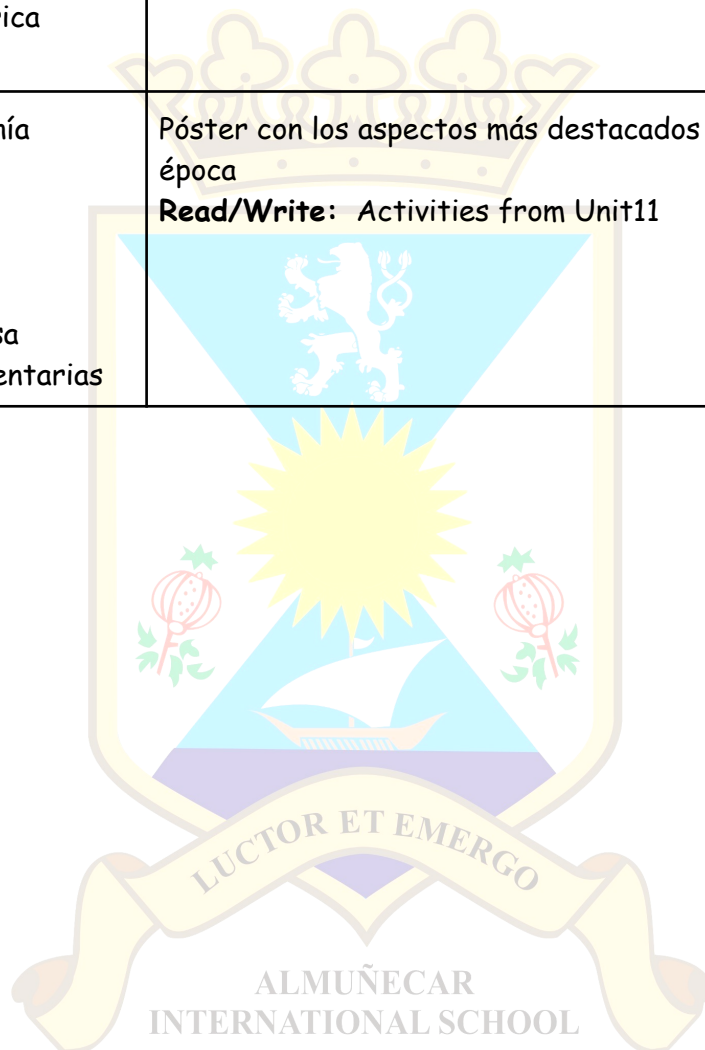 rica
nía
Póster con los aspectos más destacados
época
Read/Write: Activities from Unit11
sa
entarias
LUCTOR ET EMERGO
ALMUÑECAR
INTERNATIONAL SCHOOL